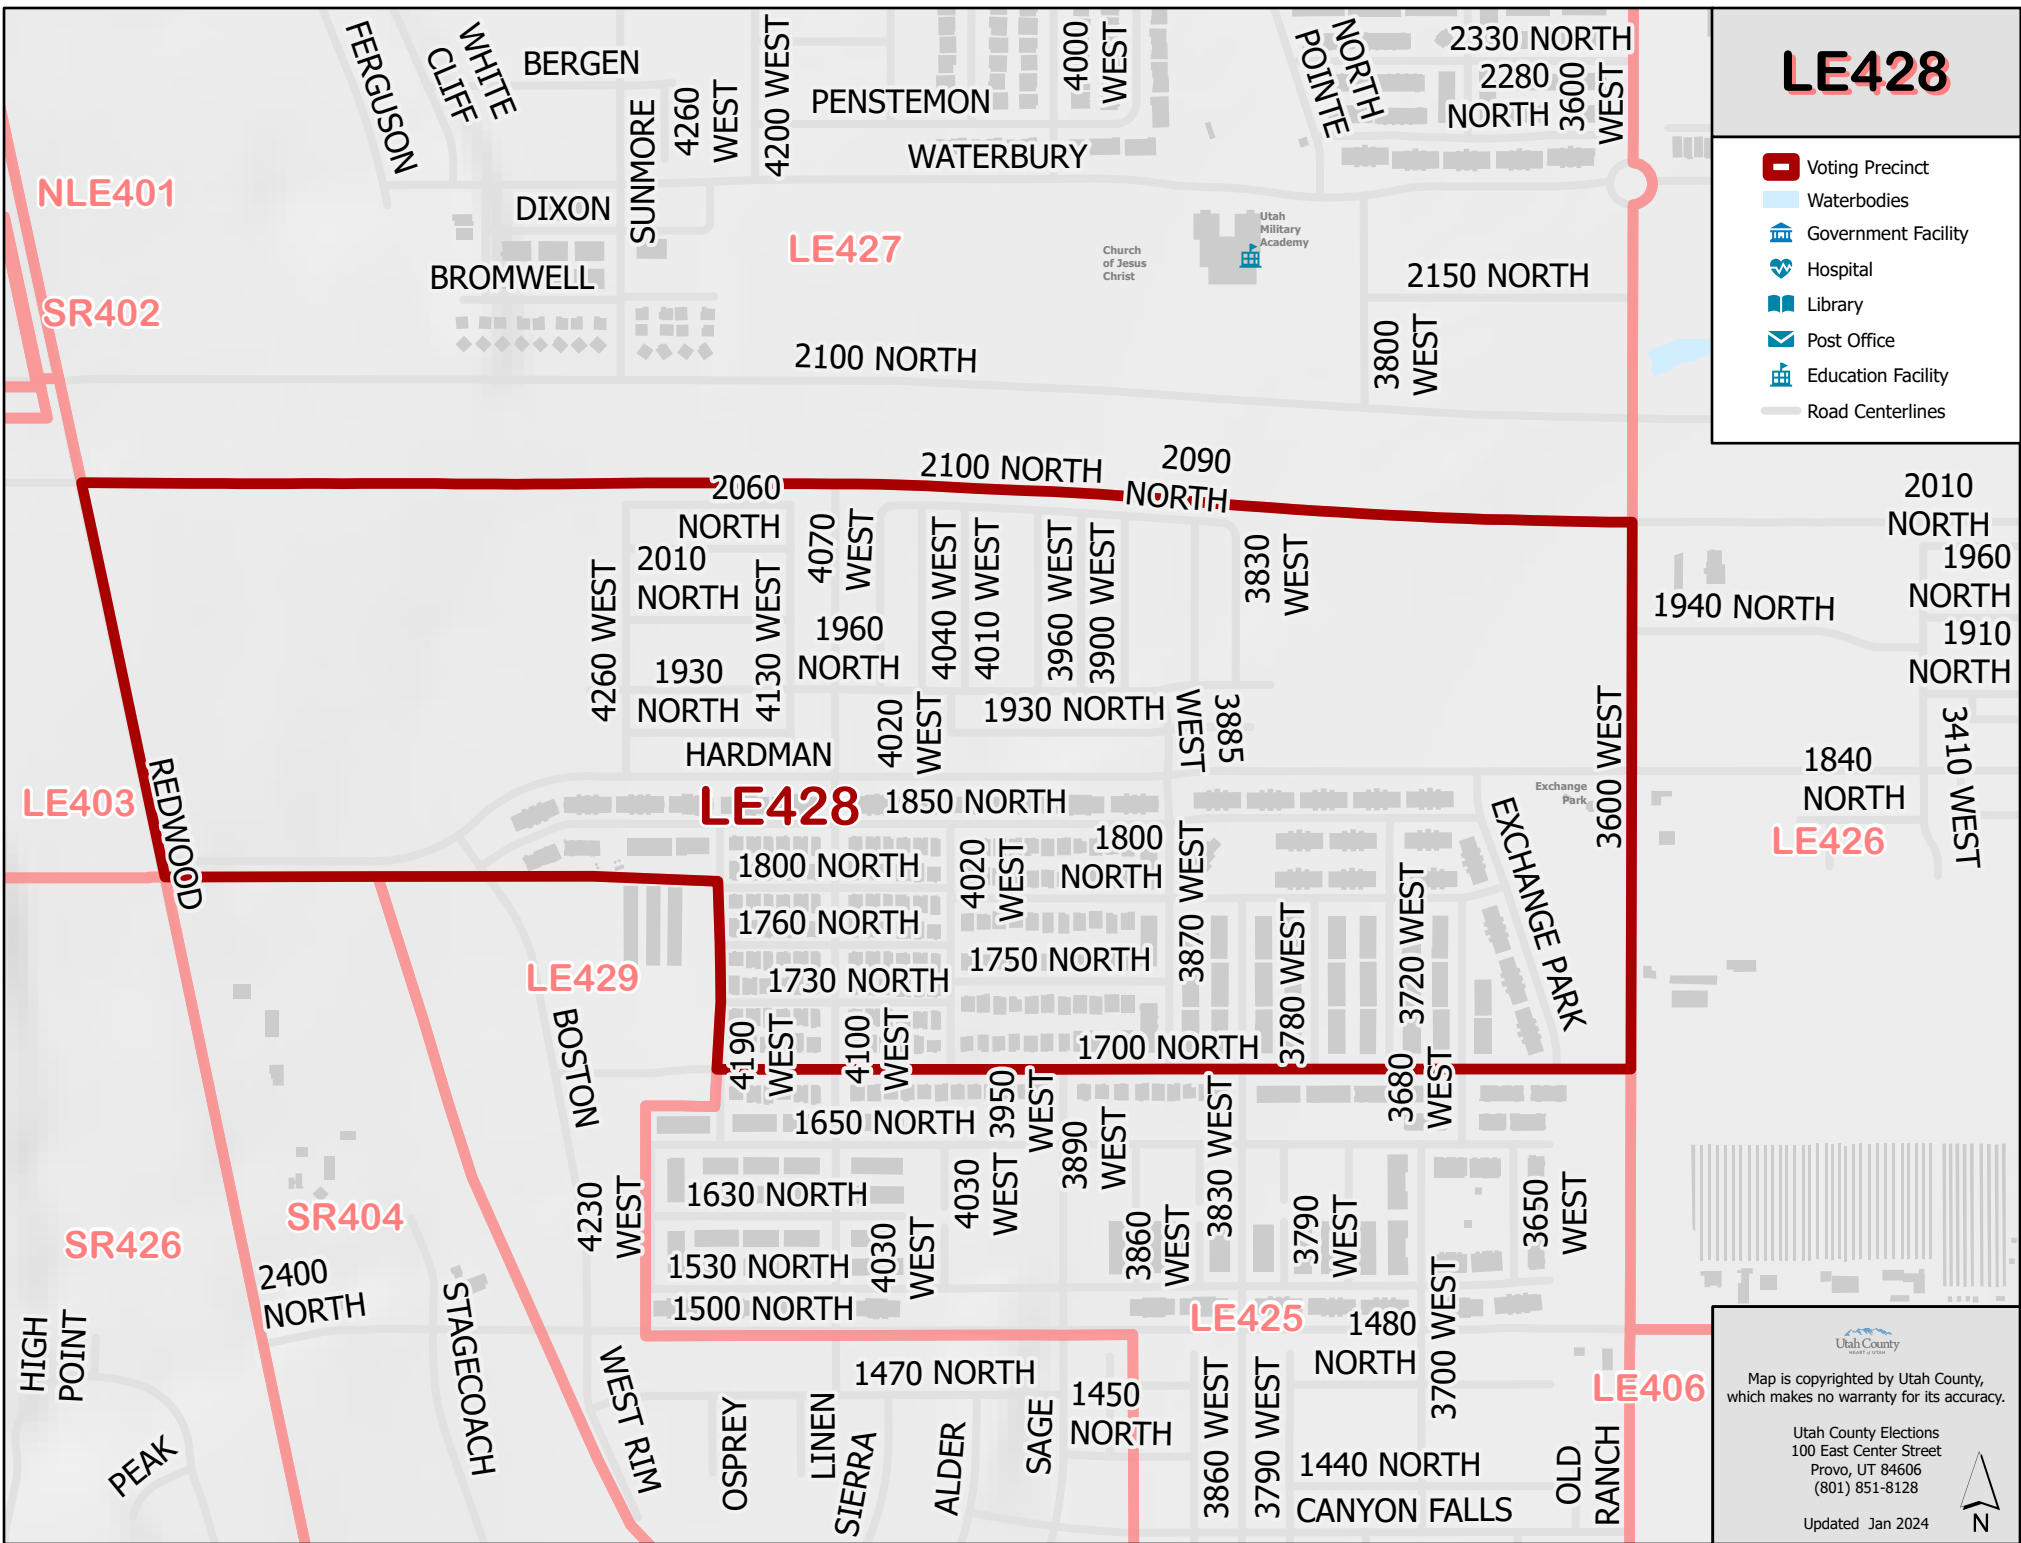 LE428
Voting Precinct
Waterbodies
Government Facility
Hospital
Library
Post Office
Education Facility
Road Centerlines
FERGUSON
WHITE
CLIFF
BERGEN
SUNMORE
4260
WEST
4200 WEST
PENSTEMON
4000
WEST
WATERBURY
NORTH
POINTE
2330 NORTH
2280
NORTH
3600
WEST
NLE401
DIXON
LE427
BROMWELL
Church
of Jesus
Christ
Utah
Military
Academy
2150 NORTH
SR402
2100 NORTH
3800
WEST
2100 NORTH
2090
NORTH
2060
NORTH
2010
NORTH
4070
WEST
4040 WEST
4010 WEST
3960 WEST
3900 WEST
3830
WEST
2010
NORTH
1960
NORTH
1940 NORTH
1910
NORTH
4260 WEST
4130 WEST
1960
NORTH
1930
NORTH
4020
WEST
1930 NORTH
3885
WEST
3600 WEST
3410 WEST
HARDMAN
REDWOOD
LE403
LE428
1850 NORTH
Exchange
Park
1840
NORTH
LE426
1800 NORTH
4020
WEST
1800
NORTH
3870 WEST
EXCHANGE PARK
1760 NORTH
3720 WEST
3780 WEST
LE429
1730 NORTH
1750 NORTH
BOSTON
4190
WEST
4100
WEST
1700 NORTH
3680
WEST
1650 NORTH
3950
WEST
3890
WEST
3830 WEST
4230
WEST
1630 NORTH
4030
WEST
3860
WEST
3790
WEST
3650
WEST
SR404
SR426
2400
NORTH
1530 NORTH
4030
WEST
1500 NORTH
LE425
1480
NORTH
3700 WEST
HIGH
POINT
STAGECOACH
WEST RIM
1470 NORTH
1450
NORTH
LE406
PEAK
OSPREY
LINEN
SIERRA
ALDER
SAGE
3860 WEST
3790 WEST
1440 NORTH
CANYON FALLS
OLD
RANCH
Utah County
HEART of UTAH
Map is copyrighted by Utah County,
which makes no warranty for its accuracy.
Utah County Elections
100 East Center Street
Provo, UT 84606
(801) 851-8128
Updated Jan 2024
N